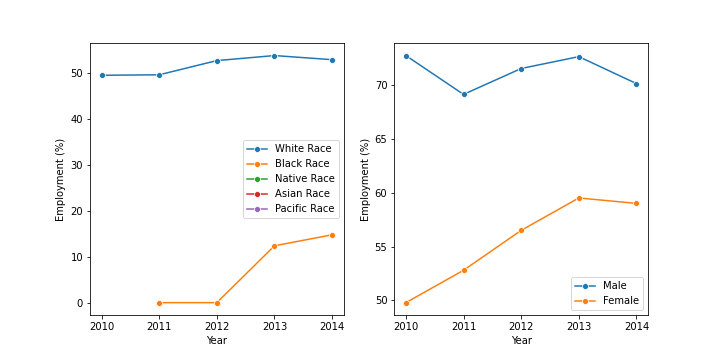 50
40
30
20
10
0
Employment (%)
2010 2011 2012 2013 2014
Year
White Race
Black Race
Native Race
Asian Race
Pacific Race
70
65
60
55
50
Employment (%)
2010 2011 2012 2013 2014
Year
Male
Female